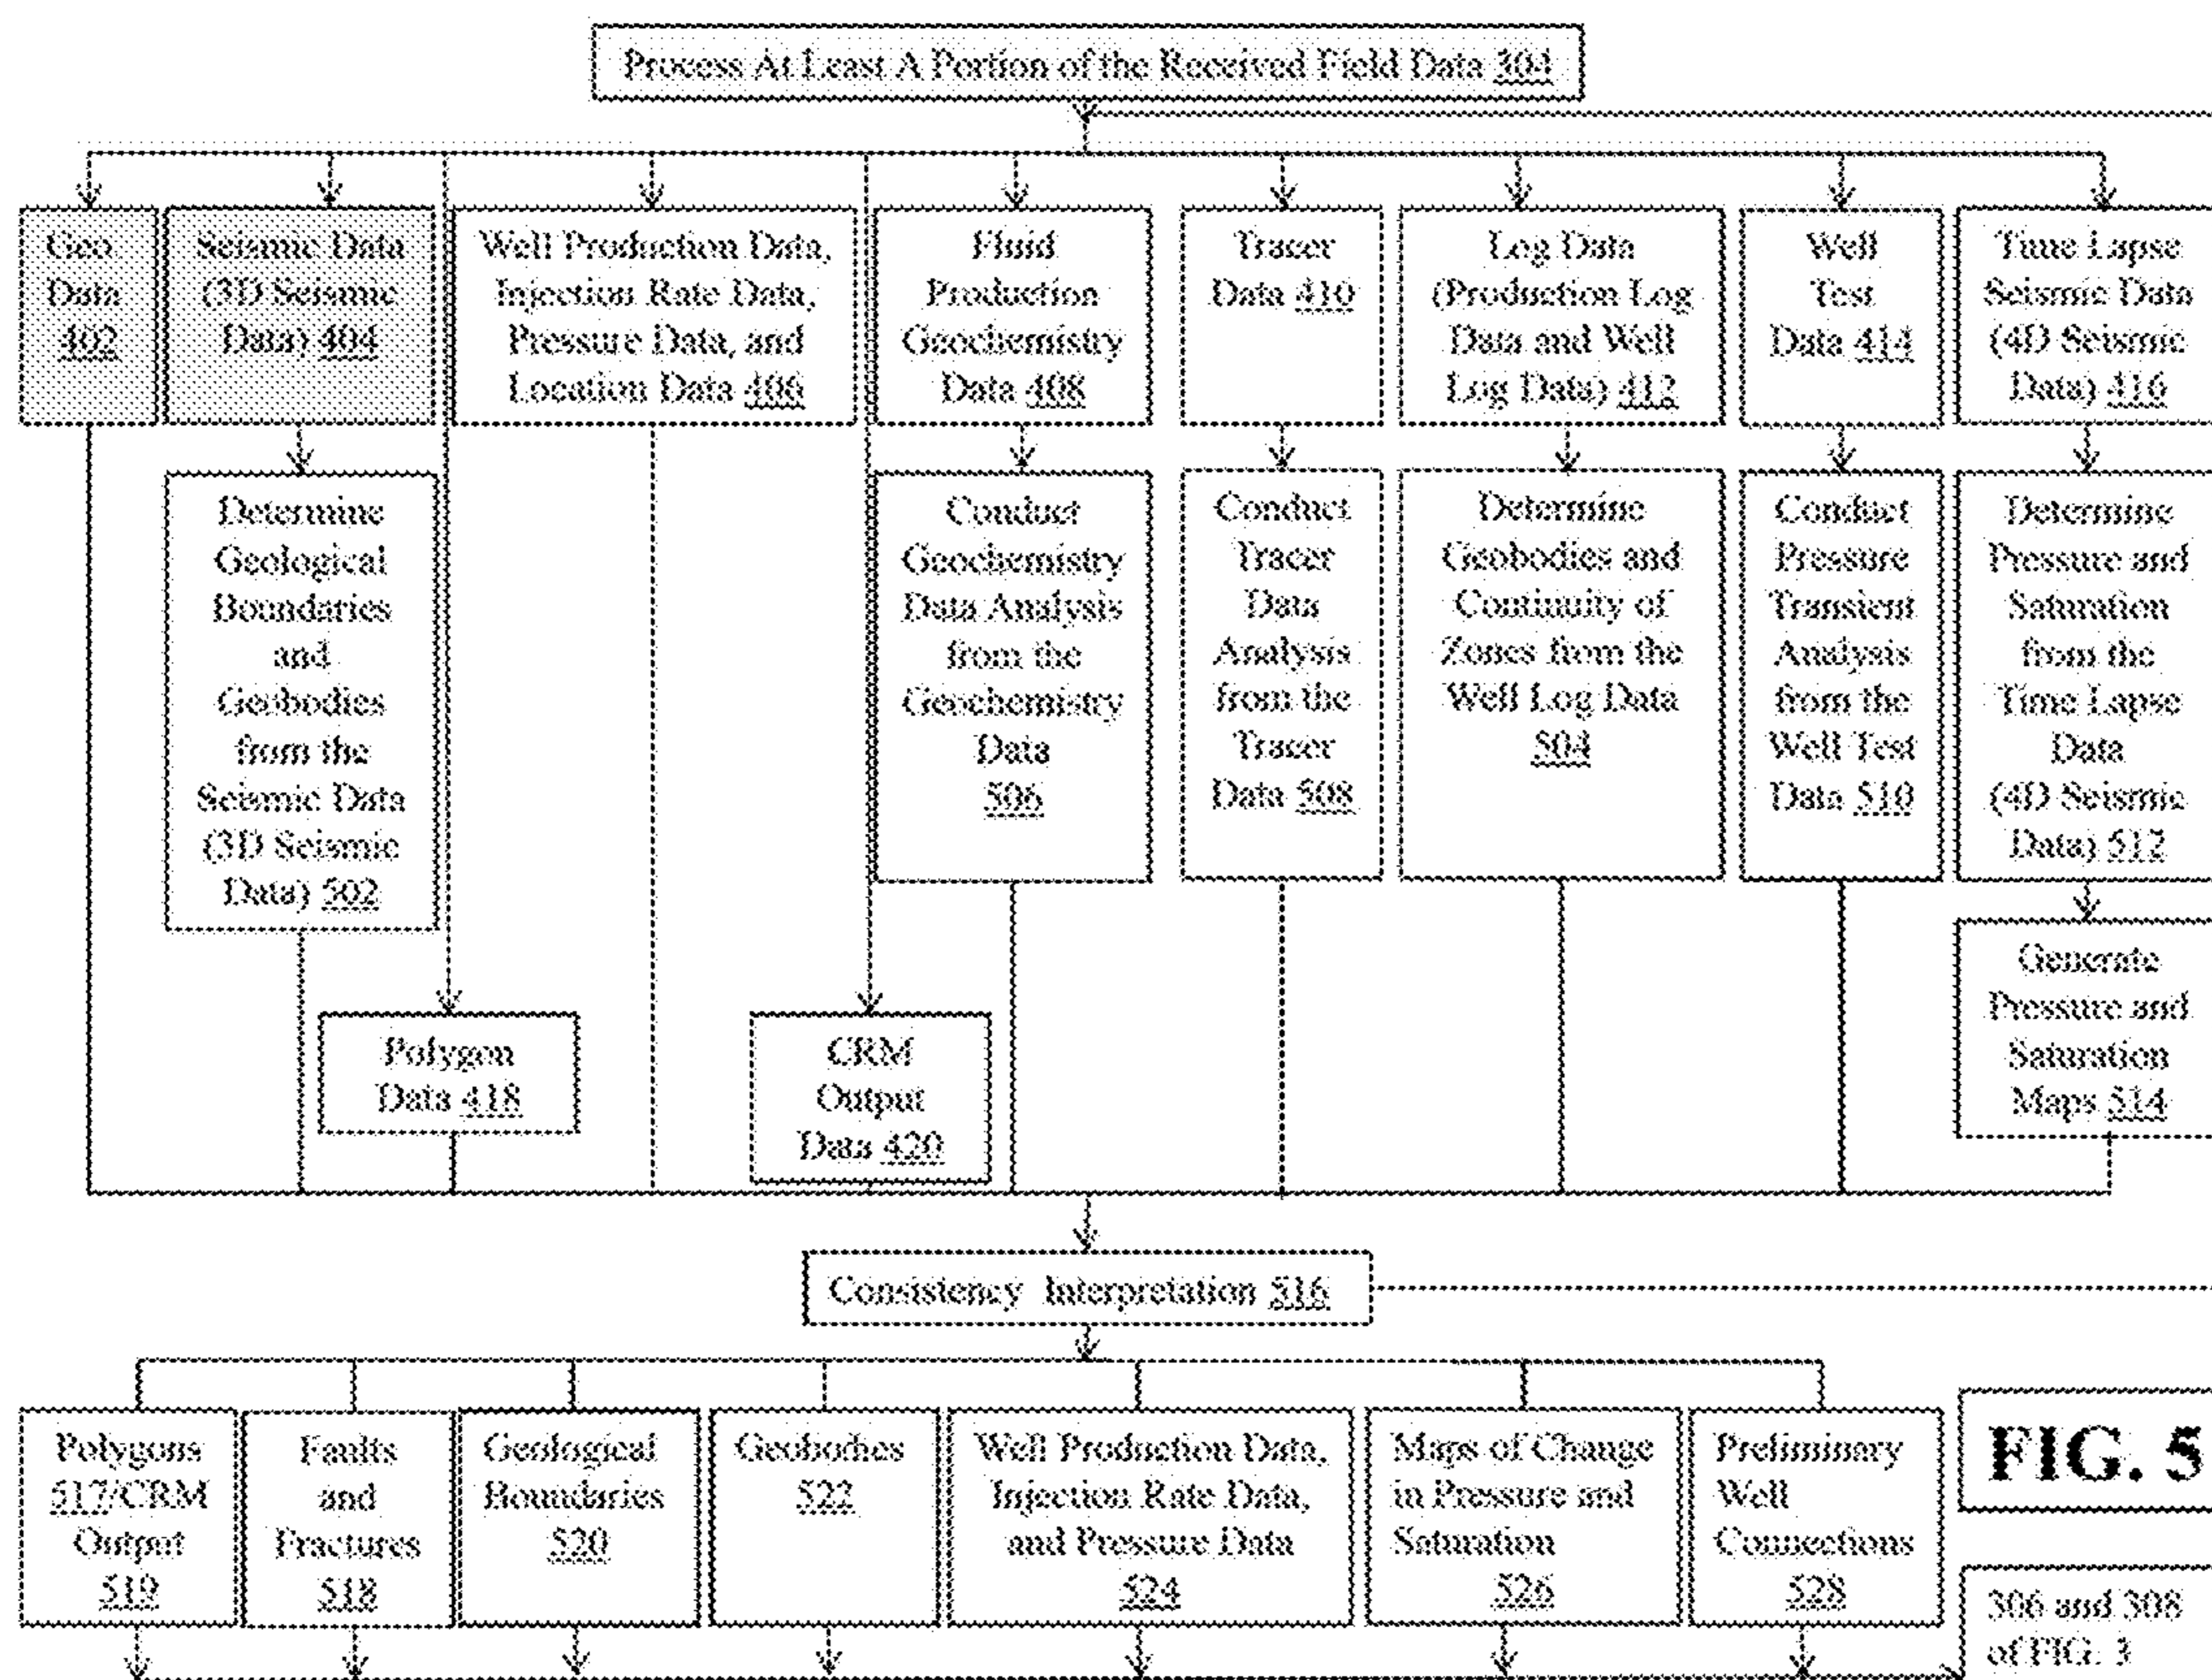 Process At Least A Portion of the Received Field Data 304
Geo
Data
402
Seismic Data
(3D Seismic
Data) 404
Well Production Data,
Injection Rate Data,
Pressure Data, and
Location Data 406
Fluid
Production
Geochemistry
Data 408
Tracer
Data 410
Log Data
(Production Log
Data and Well
Log Data) 412
Well
Test
Data 414
Time Lapse
Seismic Data
(4D Seismic
Data) 416
Determine
Geological
Boundaries
and
Geobodies
from the
Seismic Data
(3D Seismic
Data) 502
Conduct
Geochemistry
Data Analysis
from the
Geochemistry
Data
506
Conduct
Tracer
Data
Analysis
from the
Tracer
Data 508
Determine
Geobodies and
Continuity of
Zones from the
Well Log Data
504
Conduct
Pressure
Transient
Analysis
from the
Well Test
Data 510
Determine
Pressure and
Saturation
from the
Time Lapse
Data
(4D Seismic
Data) 512
Polygon
Data 418
CRM
Output
Data 420
Generate
Pressure and
Saturation
Maps 514
Consistency Interpretation 516
Polygons
517/CRM
Output
519
Faults
and
Fractures
518
Geological
Boundaries
520
Geobodies
522
Well Production Data,
Injection Rate Data,
and Pressure Data
524
Maps of Change
in Pressure and
Saturation
526
Preliminary
Well
Connections
528
FIG. 5
306 and 308
of FIG. 3